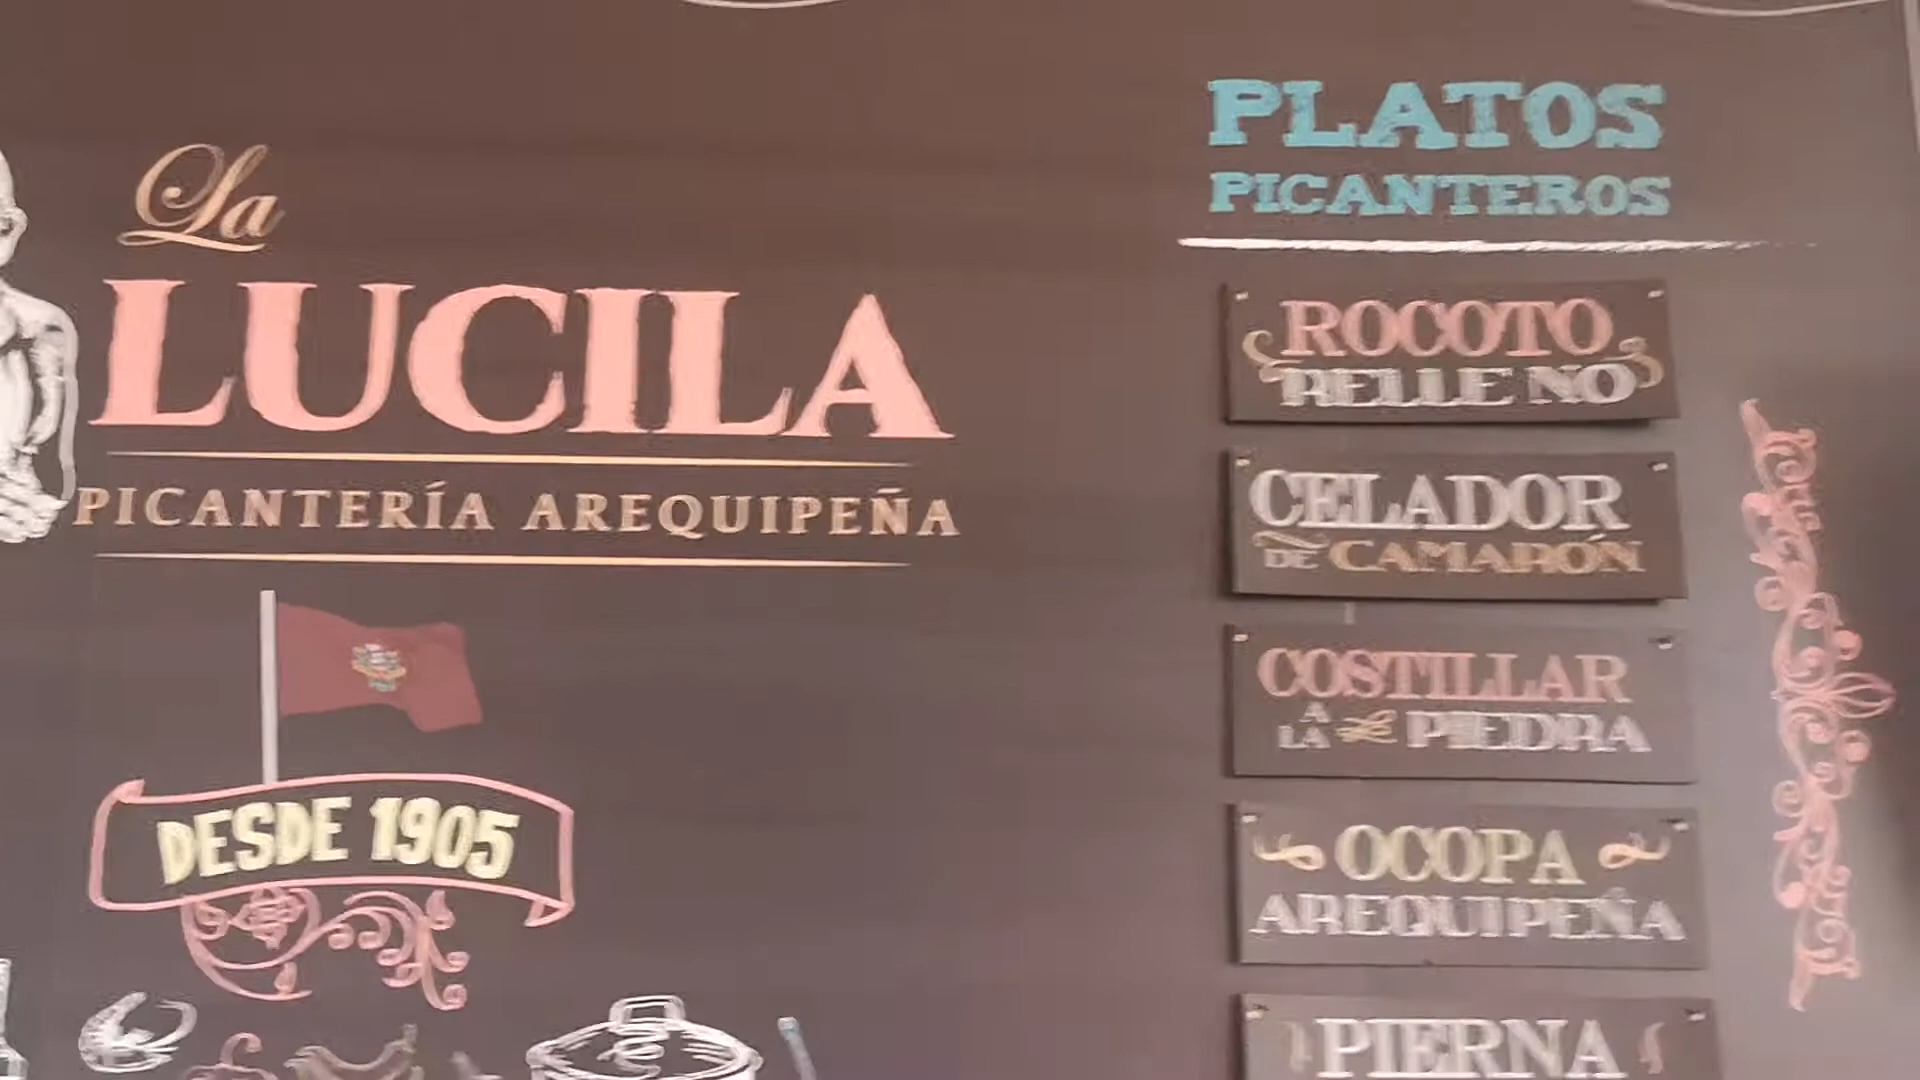 La
LUCILA
PICANTERÍA AREQUIPEÑA
DESDE 1905
PLATOS
PICANTEROS
ROCOTO
RELLENO
CELADOR
DE CAMARÓN
COSTILLAR
A LA PIEDRA
OCOPA
AREQUIPEÑA
PIERNA